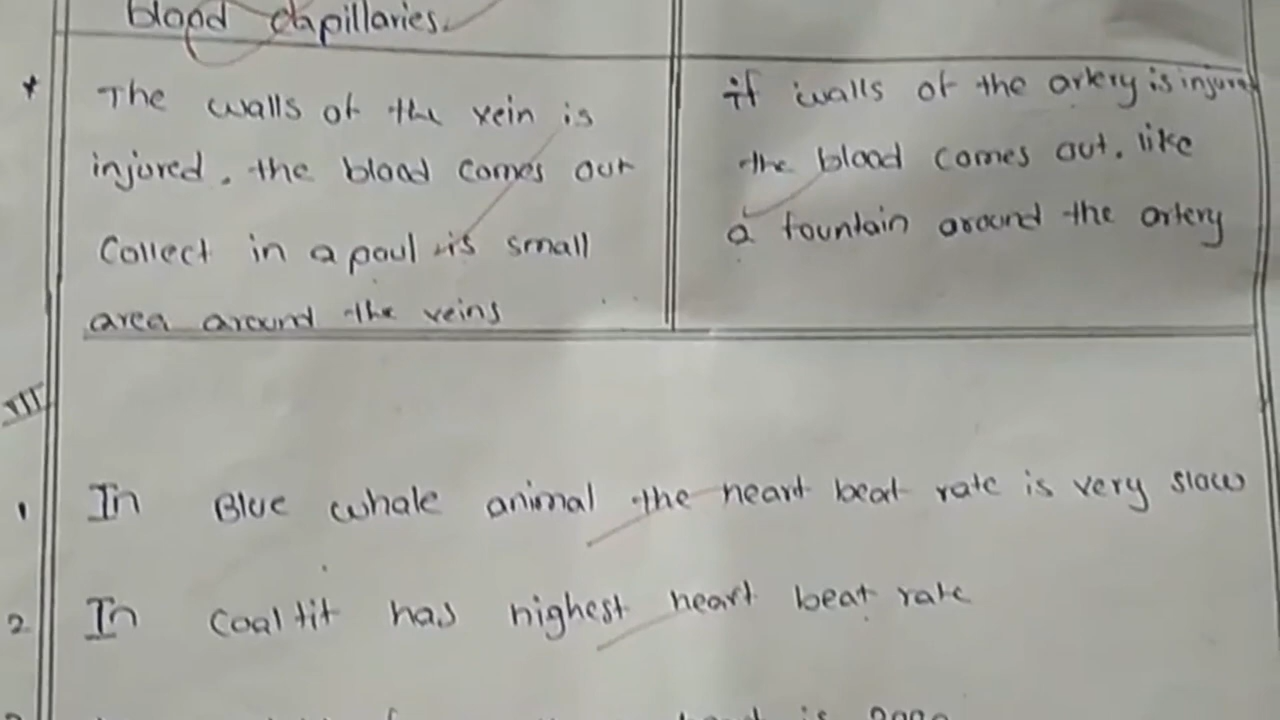 blood capillaries.
* The walls of the vein is
injured. the blood comes out
Collect in a poul is small
area around the veins
if walls of the artery is injured
the blood comes out. like
a fountain around the artery
VII
1 In Blue whale animal the heart beat rate is very slow
2 In Coal tit has highest heart beat rate
is